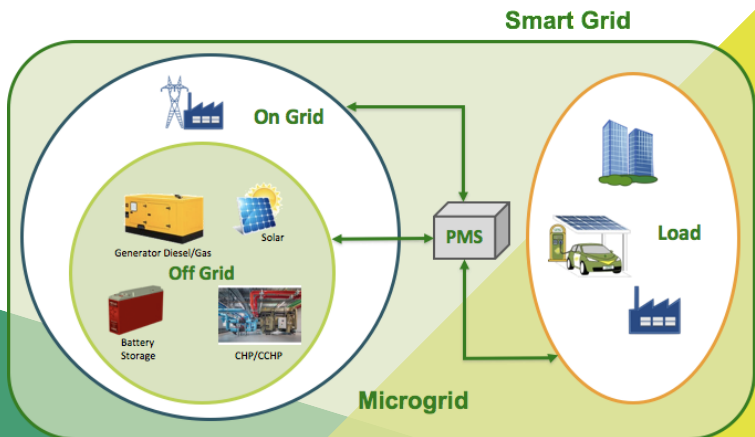 Smart Grid
On Grid
Generator Diesel/Gas
Solar
Off Grid
Battery
Storage
CHP/CCHP
PMS
Load
Microgrid